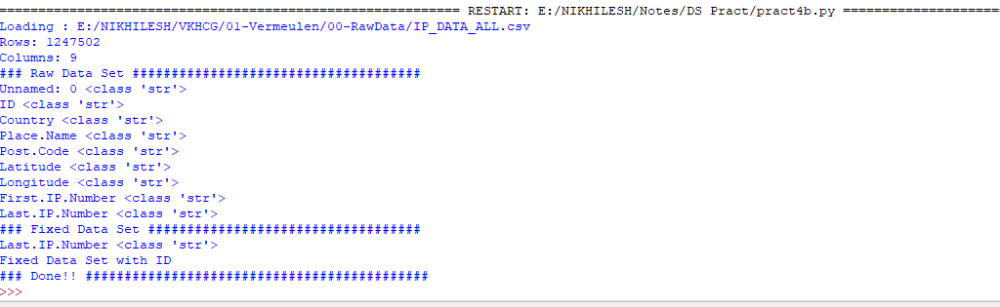 =========================================================== RESTART: E:/NIKHILESH/Notes/DS Pract/pract4b.py ====================
Loading : E:/NIKHILESH/VKHCG/01-Vermeulen/00-RawData/IP_DATA_ALL.csv
Rows: 1247502
Columns: 9
### Raw Data Set #####################################
Unnamed: 0 <class 'str'>
ID <class 'str'>
Country <class 'str'>
Place.Name <class 'str'>
Post.Code <class 'str'>
Latitude <class 'str'>
Longitude <class 'str'>
First.IP.Number <class 'str'>
Last.IP.Number <class 'str'>
### Fixed Data Set ###################################
Last.IP.Number <class 'str'>
Fixed Data Set with ID
### Done!! ############################################
>>>